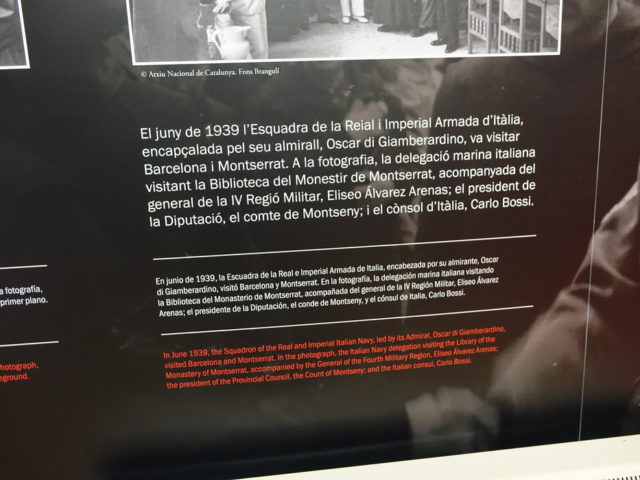 © Arxiu Nacional de Catalunya. Fons Brangulí
El juny de 1939 l'Esquadra de la Reial i Imperial Armada d'Itàlia,
encapçalada pel seu almirall, Oscar di Giamberardino, va visitar
Barcelona i Montserrat. A la fotografia, la delegació marina italiana
visitant la Biblioteca del Monestir de Montserrat, acompanyada del
general de la IV Regió Militar, Eliseo Álvarez Arenas; el president de
la Diputació, el comte de Montseny; i el cònsol d'Itàlia, Carlo Bossi.
a fotografía,
primer plano.
En junio de 1939, la Escuadra de la Real e Imperial Armada de Italia, encabezada por su almirante, Oscar
di Giamberardino, visitó Barcelona y Montserrat. En la fotografía, la delegación marina italiana visitando
la Biblioteca del Monasterio de Montserrat, acompañada del general de la IV Región Militar, Eliseo Álvarez
Arenas; el presidente de la Diputación, el conde de Montseny, y el cónsul de Italia, Carlo Bossi.
hotograph,
eground.
In June 1939, the Squadron of the Real and Imperial Italian Navy, led by its Admiral, Oscar di Giamberardino,
visited Barcelona and Montserrat. In the photograph, the Italian Navy delegation visiting the Library of the
Monastery of Montserrat, accompanied by the General of the Fourth Military Region, Eliseo Álvarez Arenas;
the president of the Provincial Council, the Count of Montseny; and the Italian consul, Carlo Bossi.